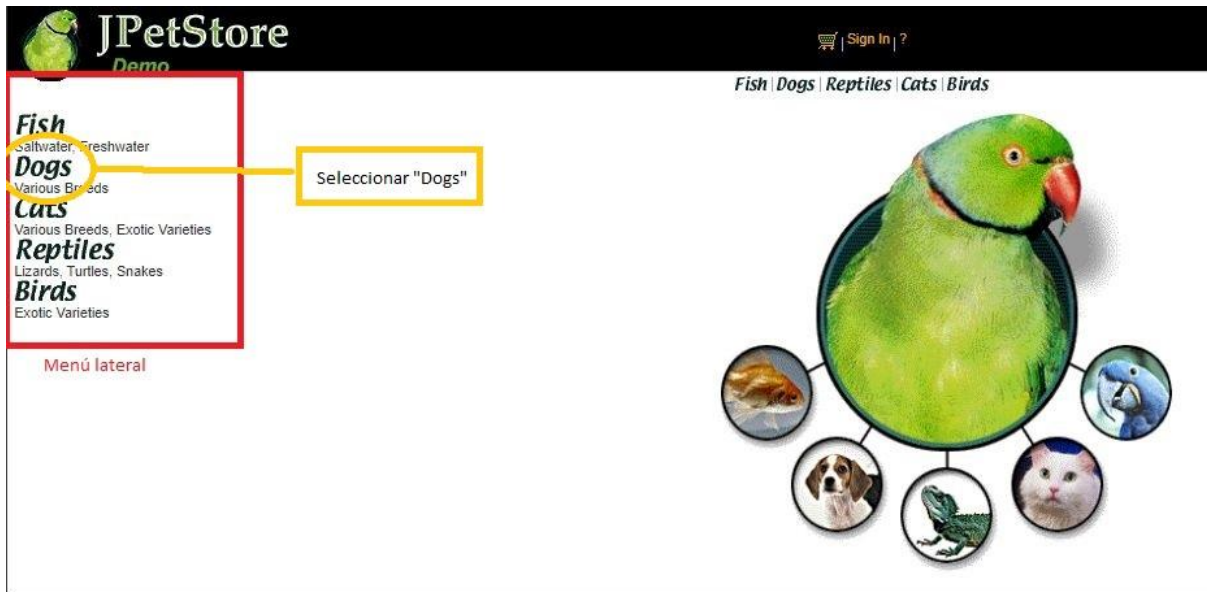 JPetStore
Demo
Sign In | ?
Fish | Dogs | Reptiles | Cats | Birds
Fish
Saltwater, Freshwater
Dogs
Various Breeds
Cats
Various Breeds, Exotic Varieties
Reptiles
Lizards, Turtles, Snakes
Birds
Exotic Varieties
Seleccionar "Dogs"
Menú lateral